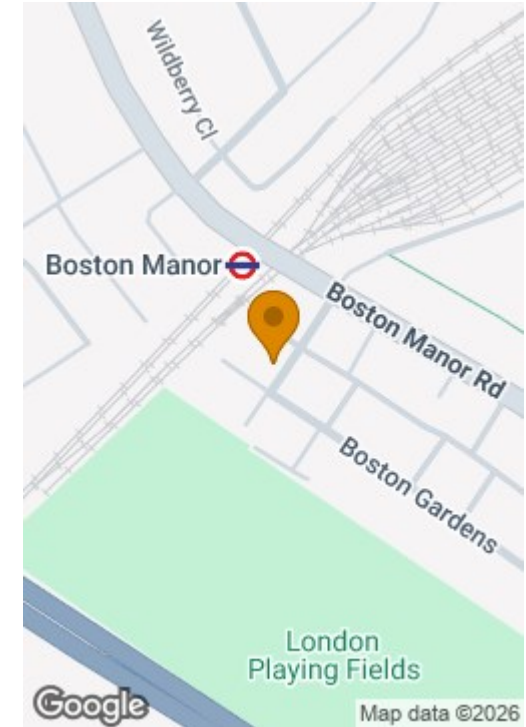 Wildberry Cl
Boston Manor
Boston Manor Rd
Boston Gardens
London
Playing Fields
Google
Map data ©2026